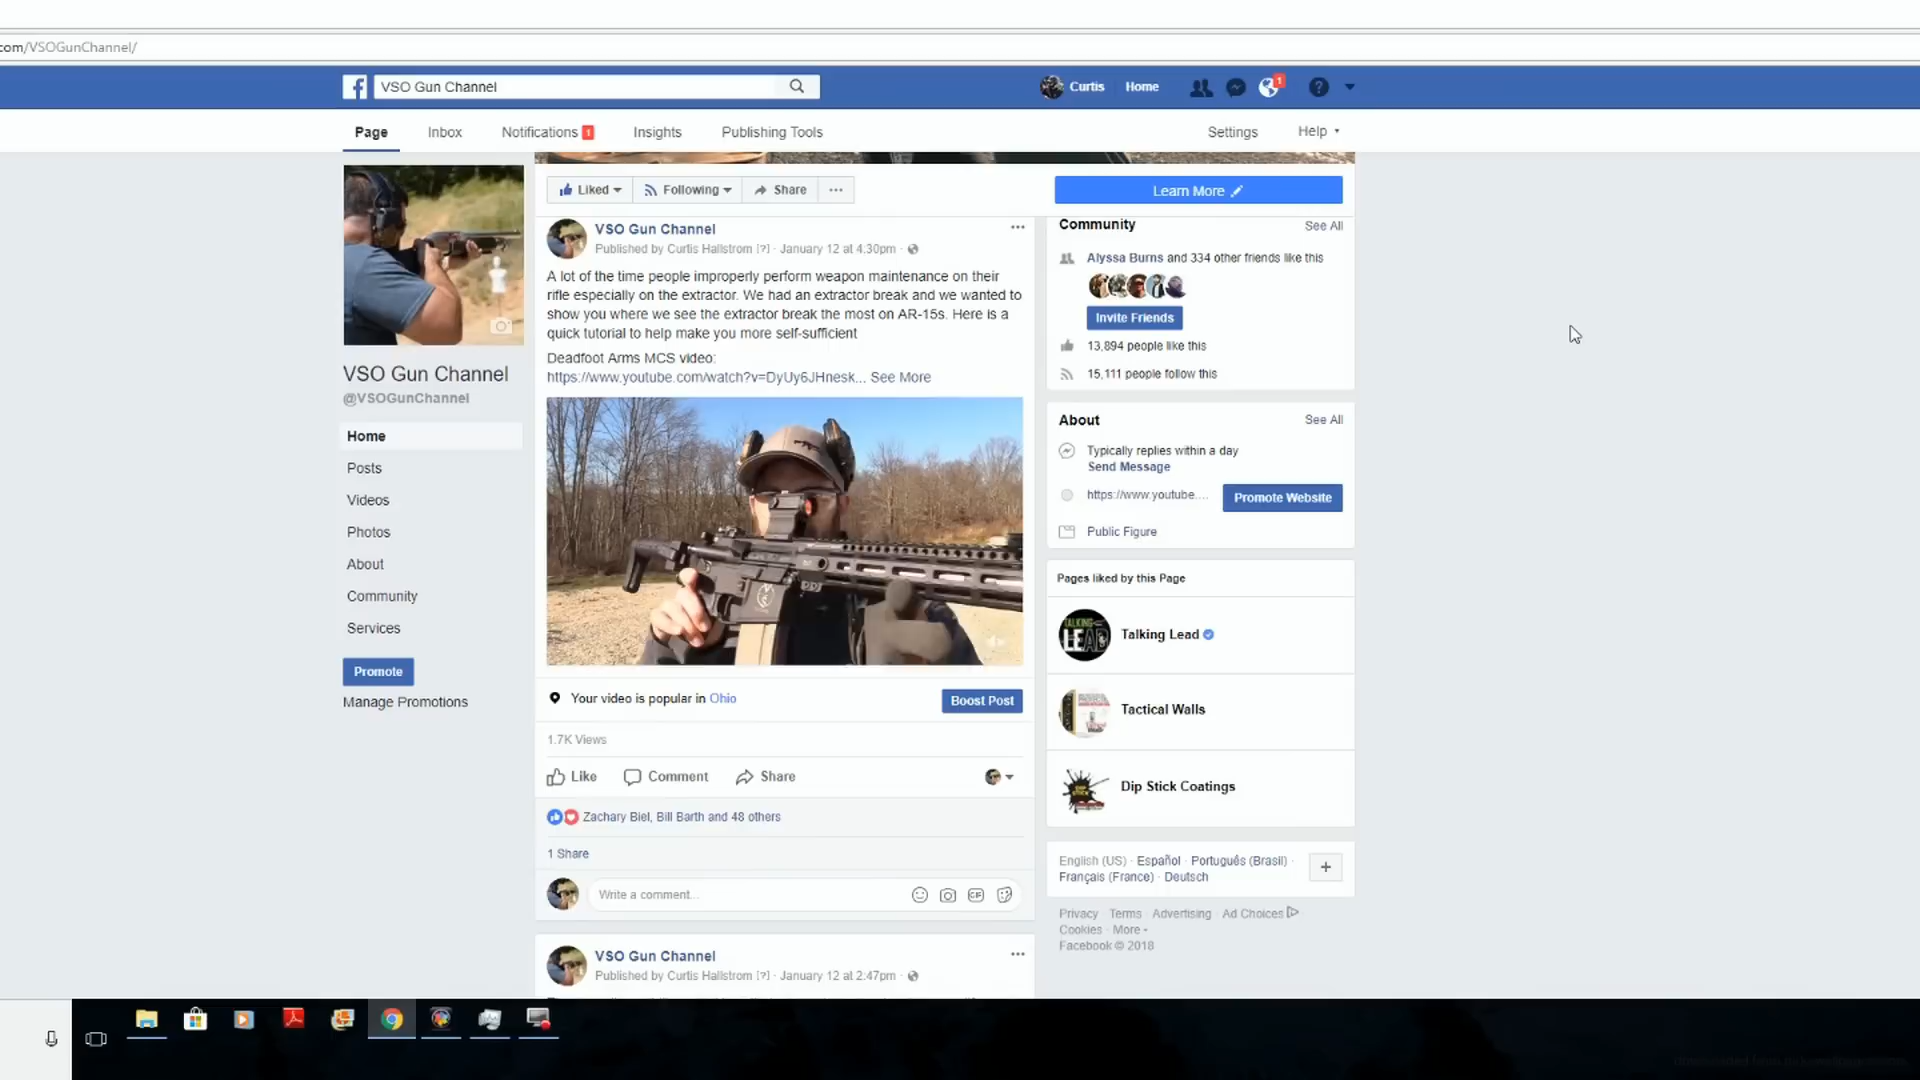 com/VSOGunChannel/
VSO Gun Channel
Curtis Home 1
Page Inbox Notifications 1 Insights Publishing Tools Settings Help
Liked Following Share ...
Learn More
VSO Gun Channel
@VSOGunChannel
Home
Posts
Videos
Photos
About
Community
Services
Promote
Manage Promotions
VSO Gun Channel
Published by Curtis Hallstrom [?] · January 12 at 4:30pm ·
A lot of the time people improperly perform weapon maintenance on their
rifle especially on the extractor. We had an extractor break and we wanted to
show you where we see the extractor break the most on AR-15s. Here is a
quick tutorial to help make you more self-sufficient
Deadfoot Arms MCS video:
https://www.youtube.com/watch?v=DyUy6JHnesk... See More
Your video is popular in Ohio
Boost Post
1.7K Views
Like Comment Share
Zachary Biel, Bill Barth and 48 others
1 Share
Write a comment...
GIF
VSO Gun Channel
Published by Curtis Hallstrom [?] · January 12 at 2:47pm ·
Community See All
Alyssa Burns and 334 other friends like this
Invite Friends
13,894 people like this
15,111 people follow this
About See All
Typically replies within a day
Send Message
https://www.youtube.... Promote Website
Public Figure
Pages liked by this Page
TALKING
LEAD
Talking Lead
Tactical Walls
Dip Stick Coatings
English (US) · Español · Português (Brasil) ·
Français (France) · Deutsch
+
Privacy · Terms · Advertising · Ad Choices
Cookies · More
Facebook © 2018